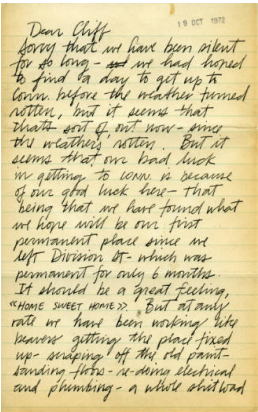 19 OCT 1972
Dear Cliff
Sorry that we have been silent
for so long - we had hoped
to find a day to get up to
Conn. before the weather turned
rotten, but it seems that
thats sort of out now - since
the weathers rotten. But it
seems that our bad luck
in getting to conn. is because
of our good luck here - that
being that we have found what
we hope will be our first
permanent place since we
left Division St - which was
permanent for only 6 months.
It should be a great feeling,
"HOME SWEET HOME". But at any
rate we have been working like
beavers getting the place fixed
up - scraping off the old paint -
sanding floors - re-doing electrical
and plumbing - a whole shitload